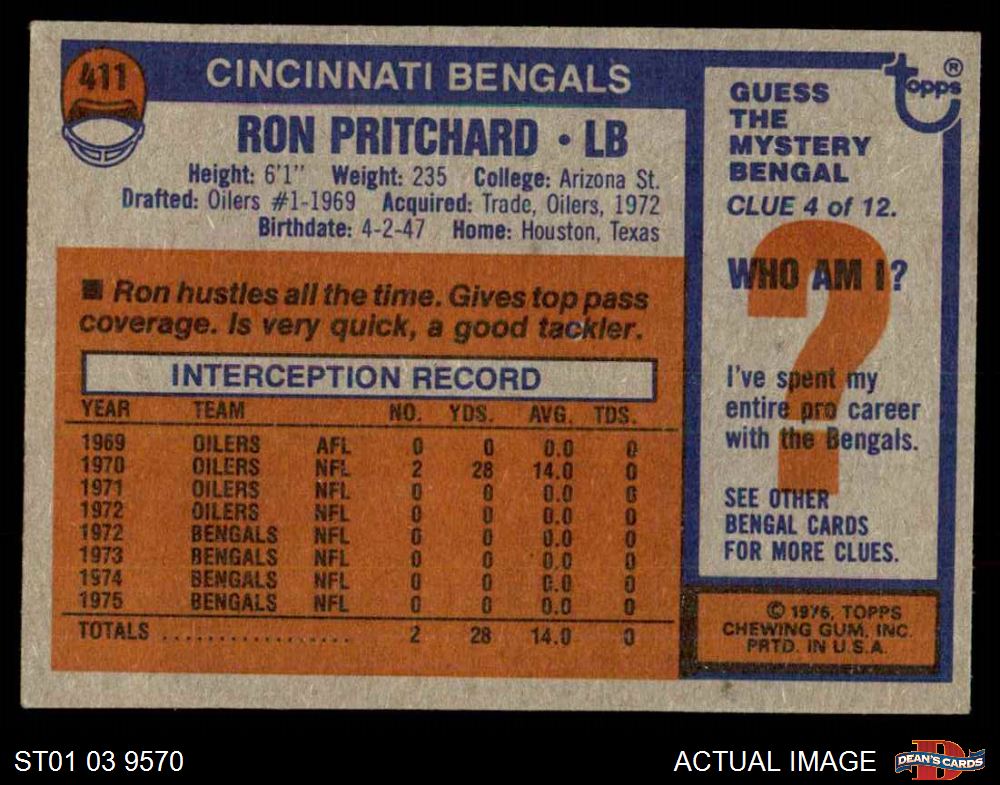 411
CINCINNATI BENGALS
RON PRITCHARD • LB
Height: 6'1" Weight: 235 College: Arizona St.
Drafted: Oilers #1-1969 Acquired: Trade, Oilers, 1972
Birthdate: 4-2-47 Home: Houston, Texas
■ Ron hustles all the time. Gives top pass
coverage. Is very quick, a good tackler.
INTERCEPTION RECORD
YEAR TEAM NO. YDS. AVG. TDS.
1969 OILERS AFL 0 0 0.0 0
1970 OILERS NFL 2 28 14.0 0
1971 OILERS NFL 0 0 0.0 0
1972 OILERS NFL 0 0 0.0 0
1972 BENGALS NFL 0 0 0.0 0
1973 BENGALS NFL 0 0 0.0 0
1974 BENGALS NFL 0 0 0.0 0
1975 BENGALS NFL 0 0 0.0 0
TOTALS .................. 2 28 14.0 0
topps ®
GUESS
THE
MYSTERY
BENGAL
CLUE 4 of 12.
WHO AM I?
?
I've spent my
entire pro career
with the Bengals.
SEE OTHER
BENGAL CARDS
FOR MORE CLUES.
© 1976, TOPPS
CHEWING GUM, INC.
PRTD. IN U.S.A.
ST01 03 9570
ACTUAL IMAGE
D
DEAN'S CARDS